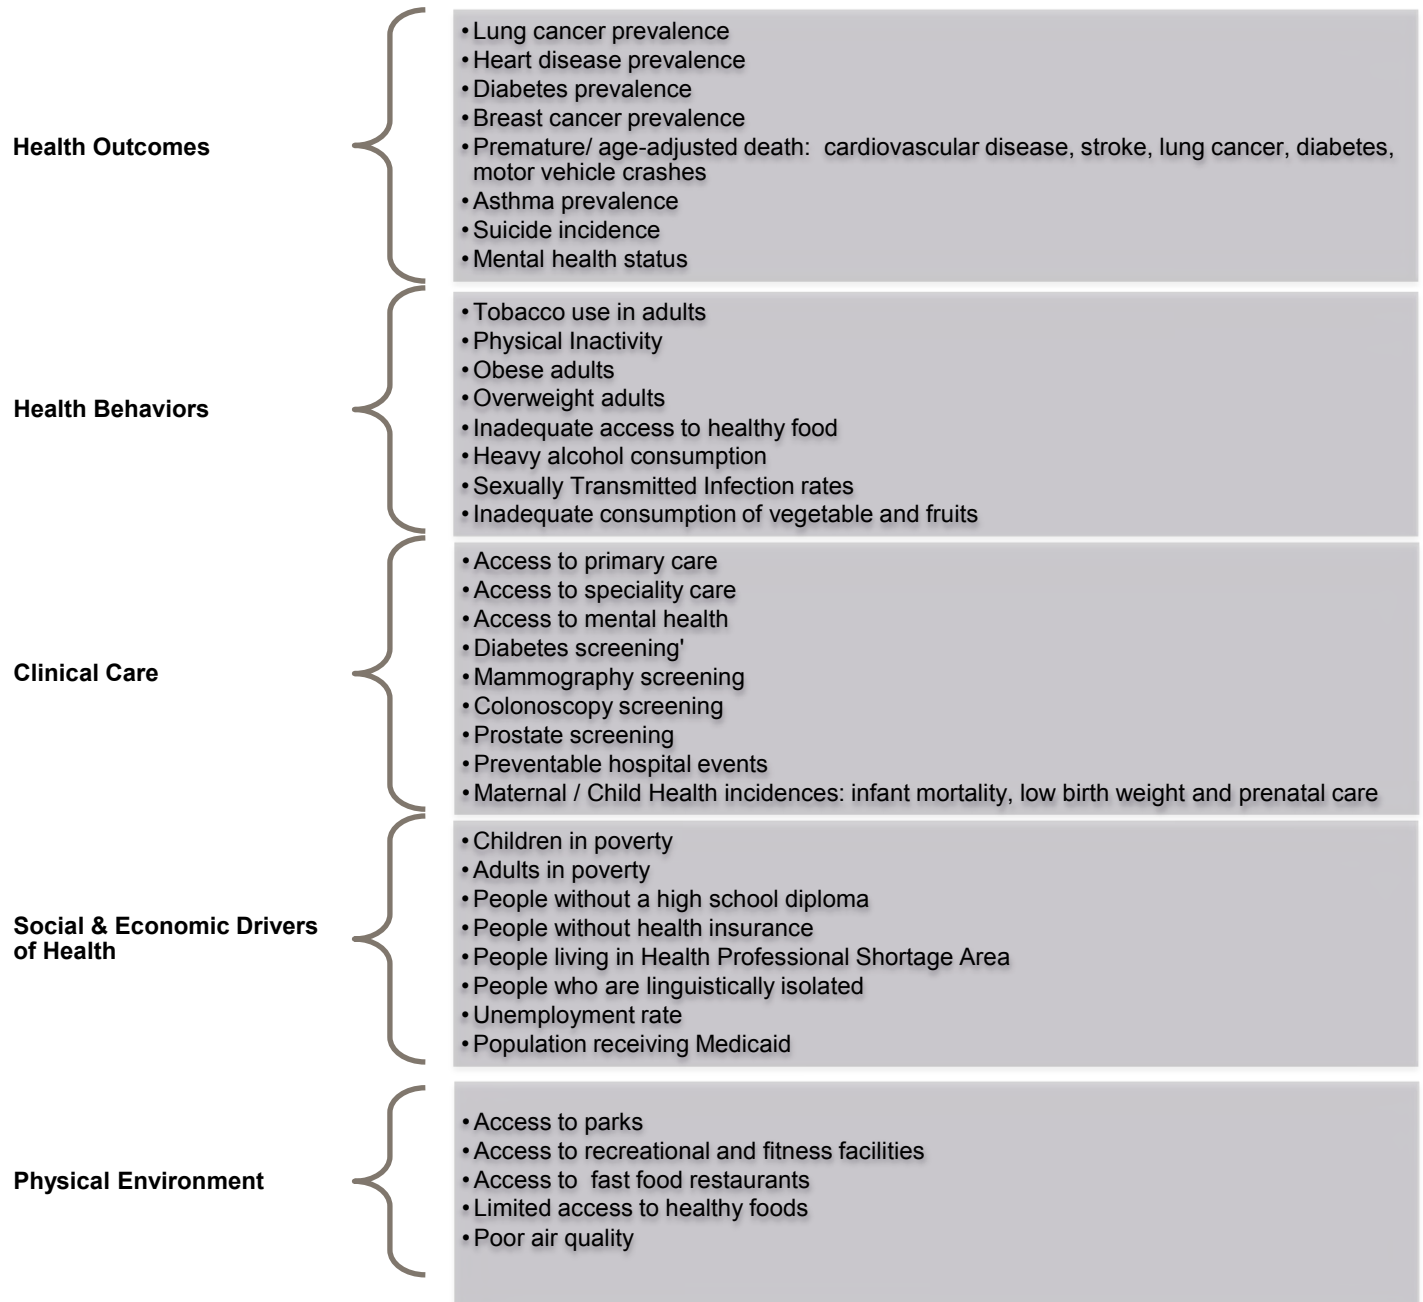 Health Outcomes
•Lung cancer prevalence
•Heart disease prevalence
•Diabetes prevalence
•Breast cancer prevalence
•Premature/ age-adjusted death:  cardiovascular disease, stroke, lung cancer, diabetes,
motor vehicle crashes
•Asthma prevalence
•Suicide incidence
•Mental health status
Health Behaviors
•Tobacco use in adults
•Physical Inactivity
•Obese adults
•Overweight adults
•Inadequate access to healthy food
•Heavy alcohol consumption
•Sexually Transmitted Infection rates
•Inadequate consumption of vegetable and fruits
Clinical Care
•Access to primary care
•Access to speciality care
•Access to mental health
•Diabetes screening'
•Mammography screening
•Colonoscopy screening
•Prostate screening
•Preventable hospital events
•Maternal / Child Health incidences: infant mortality, low birth weight and prenatal care
Social & Economic Drivers
of Health
•Children in poverty
•Adults in poverty
•People without a high school diploma
•People without health insurance
•People living in Health Professional Shortage Area
•People who are linguistically isolated
•Unemployment rate
•Population receiving Medicaid
Physical Environment
•Access to parks
•Access to recreational and fitness facilities
•Access to  fast food restaurants
•Limited access to healthy foods
•Poor air quality